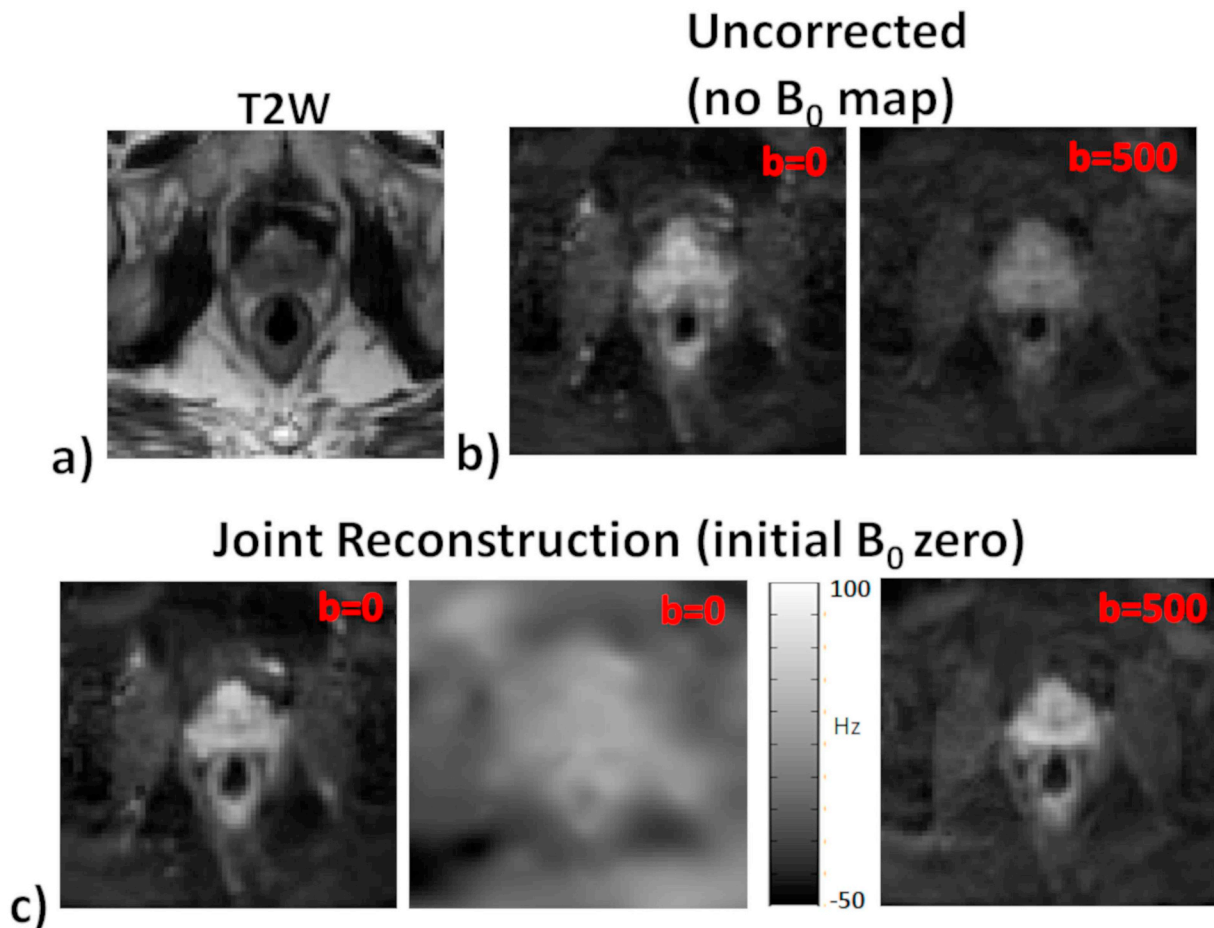 Uncorrected
(no B₀ map)
T2W
b=0
b=500
a)
b)
Joint Reconstruction (initial B₀ zero)
b=0
b=0
100
b=500
Hz
-50
c)